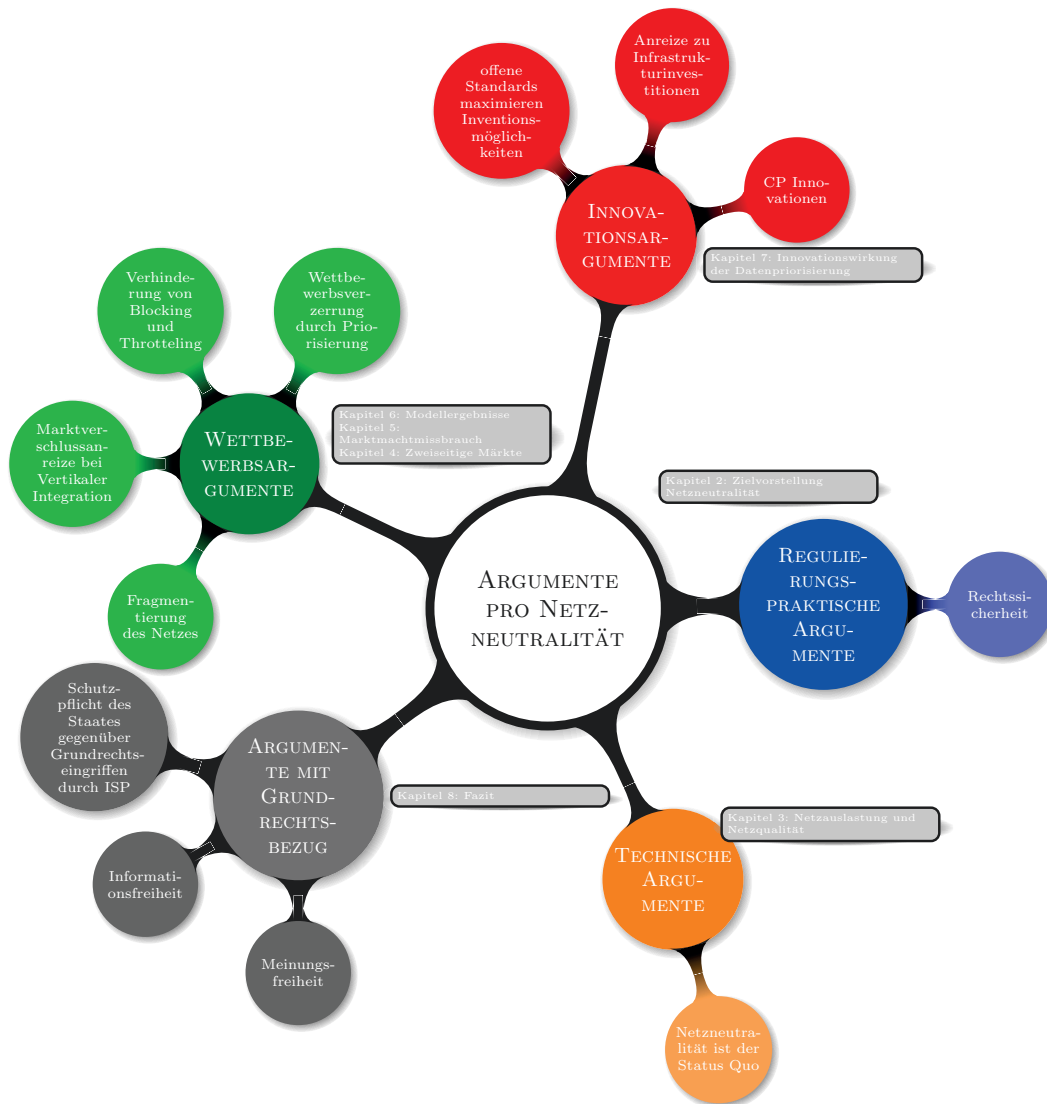 offene
Standards
maximieren
Inventions-
möglich-
keiten
Anreize zu
Infrastruk-
turinves-
titionen
CP Inno-
vationen
Innova-
tionsar-
gumente
Kapitel 7: Innovationswirkung
der Datenpriorisierung
Verhinde-
rung von
Blocking
und
Throtteling
Wettbe-
werbsver-
zerrung
durch Prio-
risierung
Marktver-
schlussan-
reize bei
Vertikaler
Integration
Wettbe-
werbsar-
gumente
Fragmen-
tierung
des Netzes
Kapitel 6: Modellergebnisse
Kapitel 5:
Marktmachtmissbrauch
Kapitel 4: Zweiseitige Märkte
Kapitel 2: Zielvorstellung
Netzneutralität
Argumente
pro Netz-
neutralität
Regulie-
rungs-
praktische
Argu-
mente
Rechtssi-
cherheit
Schutz-
pflicht des
Staates
gegenüber
Grundrechts-
eingriffen
durch ISP
Argumen-
te mit
Grund-
rechts-
bezug
Kapitel 8: Fazit
Informati-
onsfreiheit
Meinungs-
freiheit
Kapitel 3: Netzauslastung und
Netzqualität
Technische
Argu-
mente
Netzneutra-
lität ist der
Status Quo